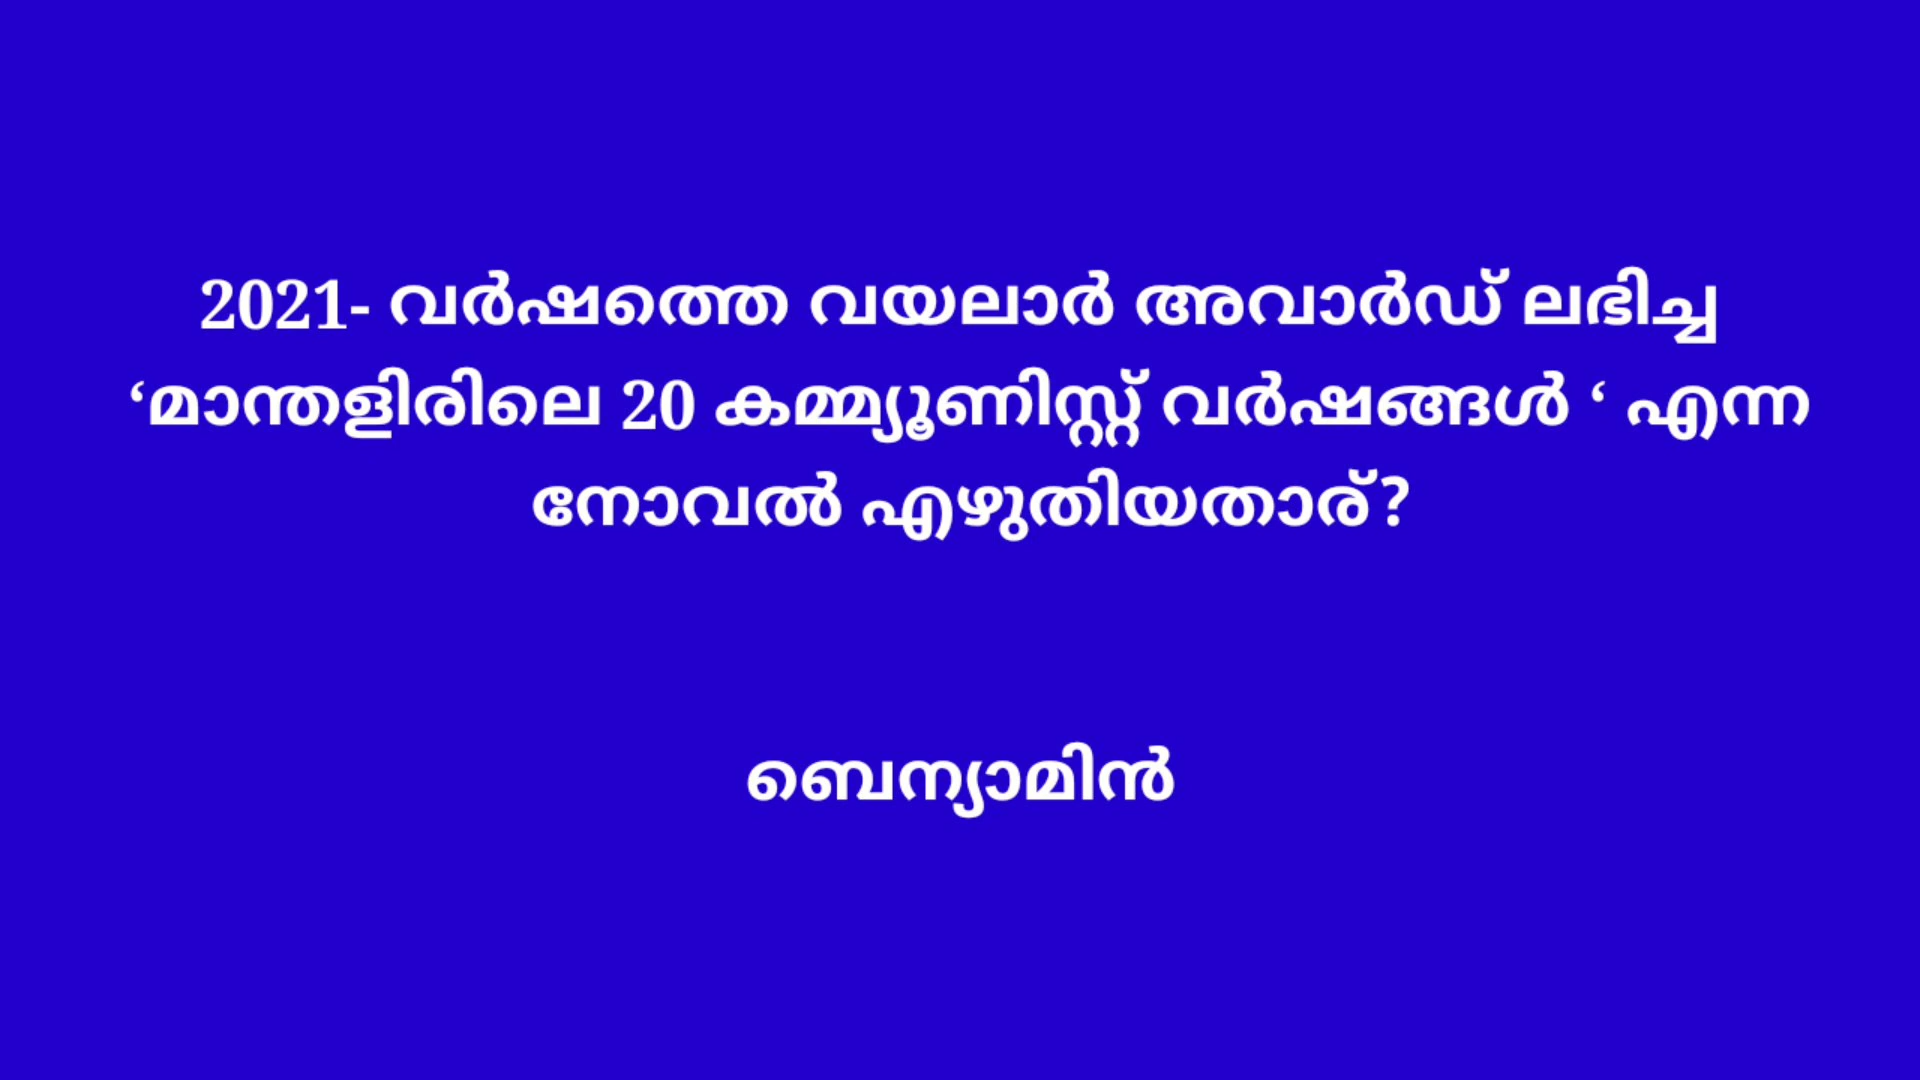 2021- വർഷത്തെ വയലാർ അവാർഡ് ലഭിച്ച
‘മാന്തളിരിലെ 20 കമ്മ്യൂണിസ്റ്റ് വർഷങ്ങൾ ‘ എന്ന
നോവൽ എഴുതിയതാര്?
ബെന്യാമിൻ